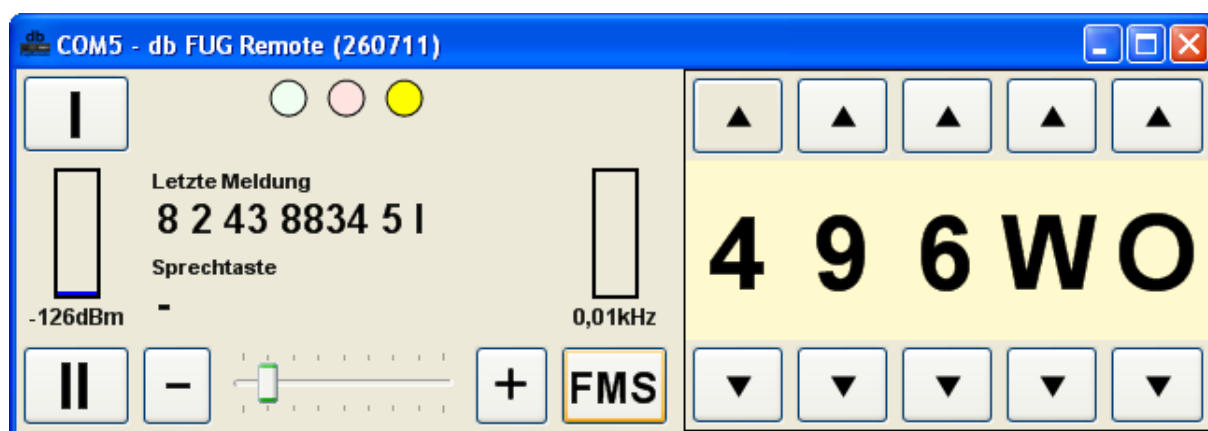 COM5 - db FUG Remote (260711)
I
Letzte Meldung
8 2 43 8834 5 I
Sprechtaste
-
-126dBm
0,01kHz
II
-
+
FMS
4 9 6 W O